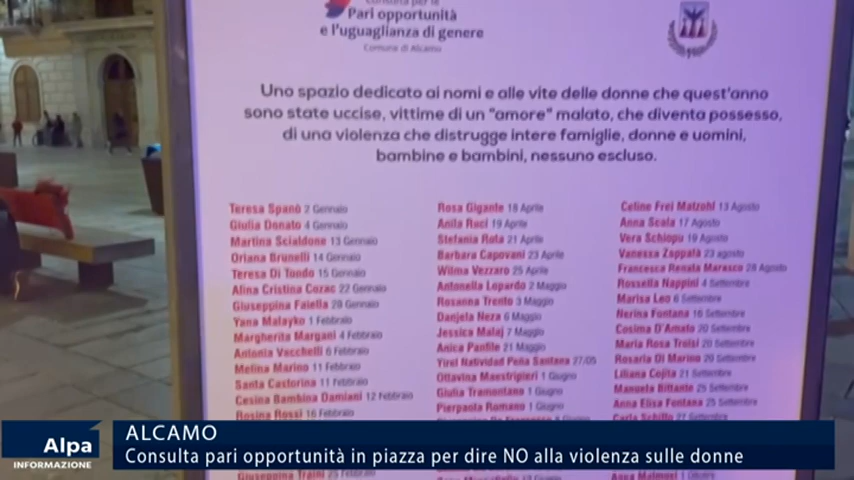 Consulta per le
Pari opportunità
e l'uguaglianza di genere
Comune di Alcamo
Uno spazio dedicato ai nomi e alle vite delle donne che quest'anno
sono state uccise, vittime di un "amore" malato, che diventa possesso,
di una violenza che distrugge intere famiglie, donne e uomini,
bambine e bambini, nessuno escluso.
Teresa Spanò 2 Gennaio
Giulia Donato 4 Gennaio
Martina Scialdone 13 Gennaio
Oriana Brunelli 14 Gennaio
Teresa Di Tondo 15 Gennaio
Alina Cristina Cozac 22 Gennaio
Giuseppina Faiella 28 Gennaio
Yana Malayko 1 Febbraio
Margherita Margani 4 Febbraio
Antonia Vacchelli 6 Febbraio
Melina Marino 11 Febbraio
Santa Castorina 11 Febbraio
Cesina Bambina Damiani 12 Febbraio
Rosina Rossi 16 Febbraio
Giuseppina Traini 25 Febbraio
Rosa Gigante 18 Aprile
Anila Ruci 19 Aprile
Stefania Rota 21 Aprile
Barbara Capovani 23 Aprile
Wilma Vezzaro 25 Aprile
Antonella Lopardo 2 Maggio
Rosanna Trento 3 Maggio
Danjela Neza 6 Maggio
Jessica Malaj 7 Maggio
Anica Panfile 21 Maggio
Yirel Natividad Peña Santana 27/05
Ottavina Maestripieri 1 Giugno
Giulia Tramontana 1 Giugno
Pierpaola Romano 1 Giugno
Celine Frei Matzohl 13 Agosto
Anna Scala 17 Agosto
Vera Schiopu 19 Agosto
Vanessa Zappalà 23 agosto
Francesca Renata Marasco 28 Agosto
Rossella Nappini 4 Settembre
Marisa Leo 6 Settembre
Nerina Fontana 16 Settembre
Cosima D'Amato 20 Settembre
Maria Rosa Troisi 20 Settembre
Rosaria Di Marino 20 Settembre
Liliana Cojita 21 Settembre
Manuela Bittante 25 Settembre
Anna Elisa Fontana 25 Settembre
Carla Schiffo 27 Settembre
Alpa
INFORMAZIONE
ALCAMO
Consulta pari opportunità in piazza per dire NO alla violenza sulle donne